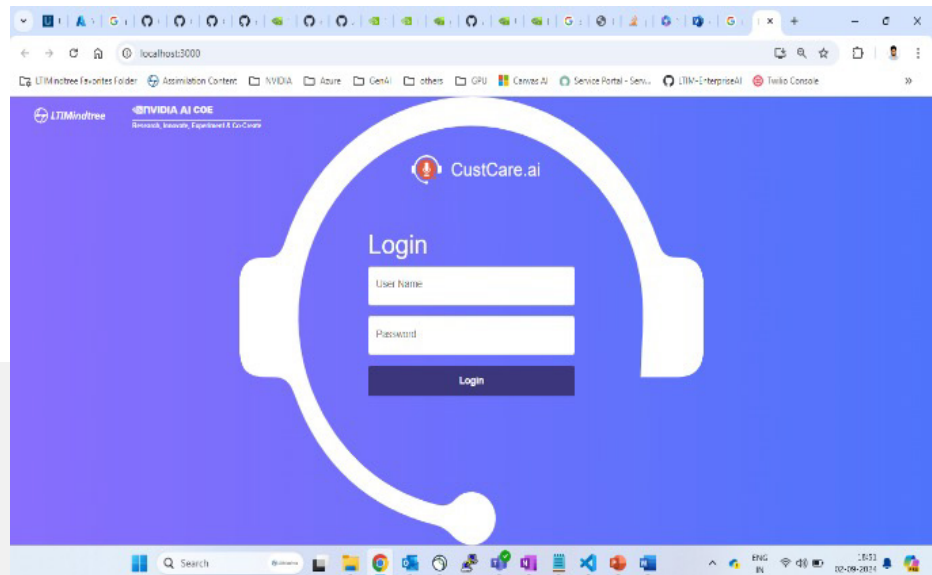 localhost:3000
LTIMindtree Favorites Folder Assimilation Content NVIDIA Azure GenAI others GPU Canvas AI Service Portal - Serv... LTIM-EnterpriseAI Twilio Console
LTIMindtree
NVIDIA AI COE
Research, Innovate, Experiment & Co-Create
CustCare.ai
Login
User Name
Password
Login
Search
ENG
IN
18:51
02-09-2024